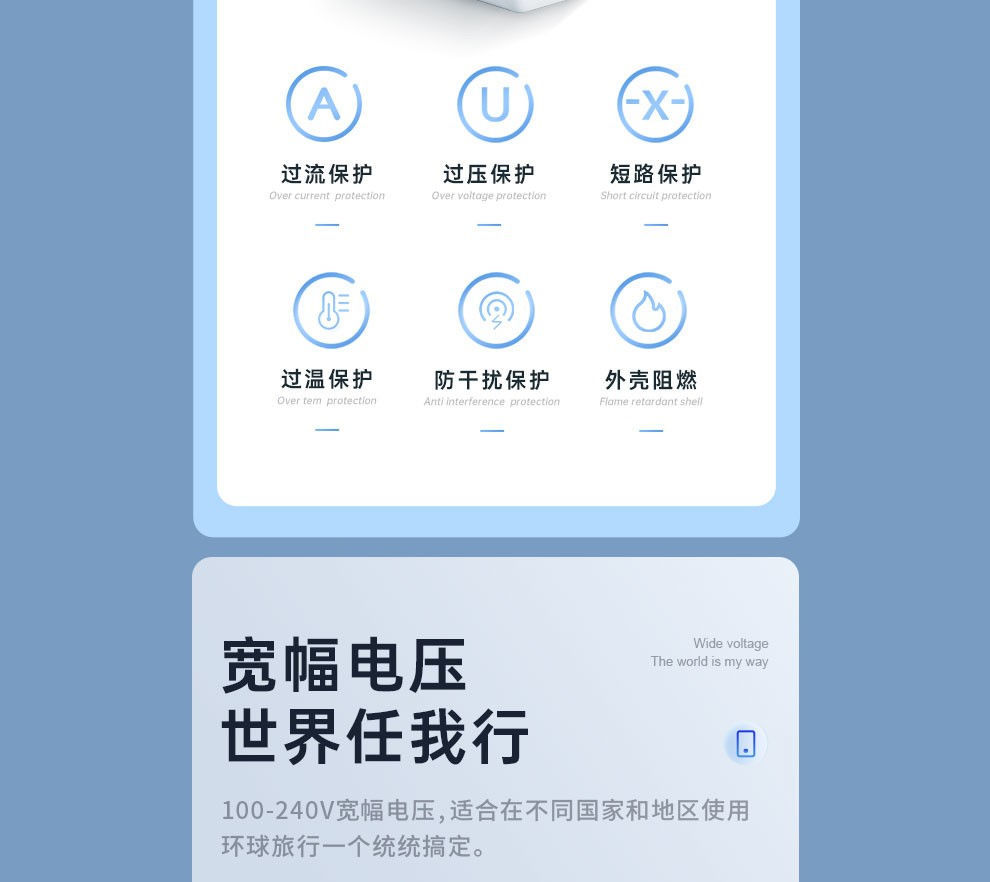 A U -X-
过流保护 过压保护 短路保护
Over current protection Over voltage protection Short circuit protection
过温保护 防干扰保护 外壳阻燃
Over tem protection Anti interference protection Flame retardant shell
宽幅电压
Wide voltage
The world is my way
世界任我行
100-240V宽幅电压,适合在不同国家和地区使用
环球旅行一个统统搞定。